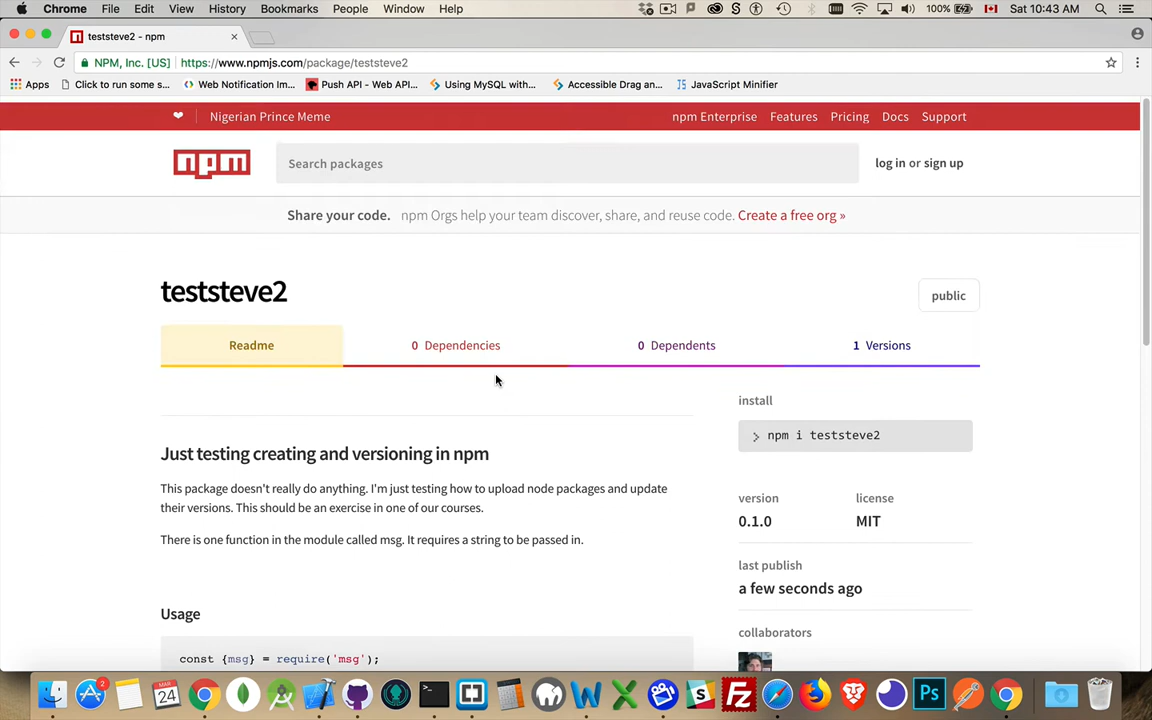 Chrome File Edit View History Bookmarks People Window Help 100% Sat 10:43 AM
teststeve2 - npm
NPM, Inc. [US] https://www.npmjs.com/package/teststeve2
Apps Click to run some s... Web Notification Im... Push API - Web API... Using MySQL with... Accessible Drag an... JavaScript Minifier
❤ Nigerian Prince Meme npm Enterprise Features Pricing Docs Support
npm Search packages log in or sign up
Share your code. npm Orgs help your team discover, share, and reuse code. Create a free org »
teststeve2 public
Readme 0 Dependencies 0 Dependents 1 Versions
install
npm i teststeve2
Just testing creating and versioning in npm
This package doesn't really do anything. I'm just testing how to upload node packages and update
their versions. This should be an exercise in one of our courses.
There is one function in the module called msg. It requires a string to be passed in.
version license
0.1.0 MIT
last publish
a few seconds ago
collaborators
Usage
const {msg} = require('msg');
2
MAR
24